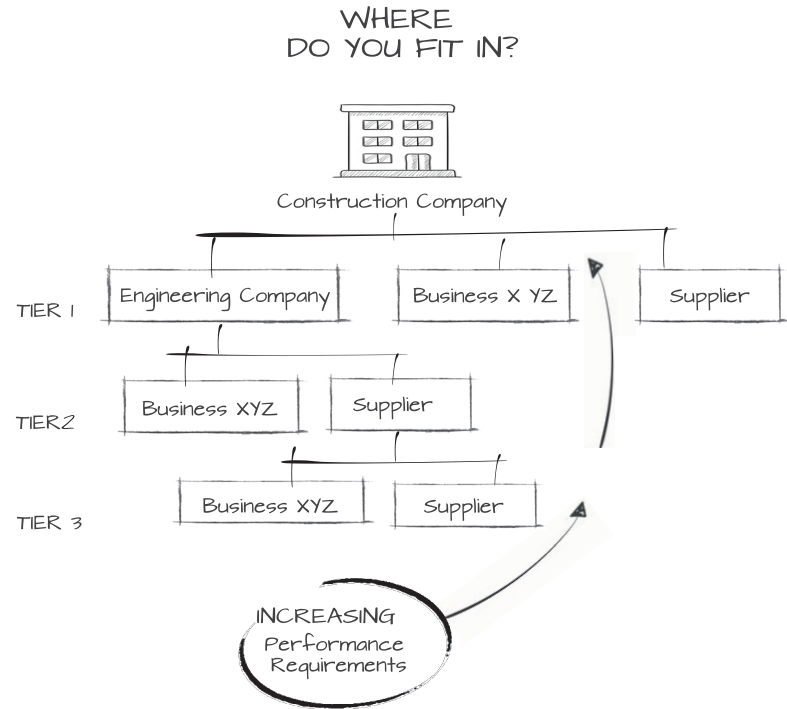 WHERE
DO YOU FIT IN?
Construction Company
TIER 1
Engineering Company
Business X YZ
Supplier
TIER2
Business XYZ
Supplier
TIER 3
Business XYZ
Supplier
INCREASING
Performance
Requirements